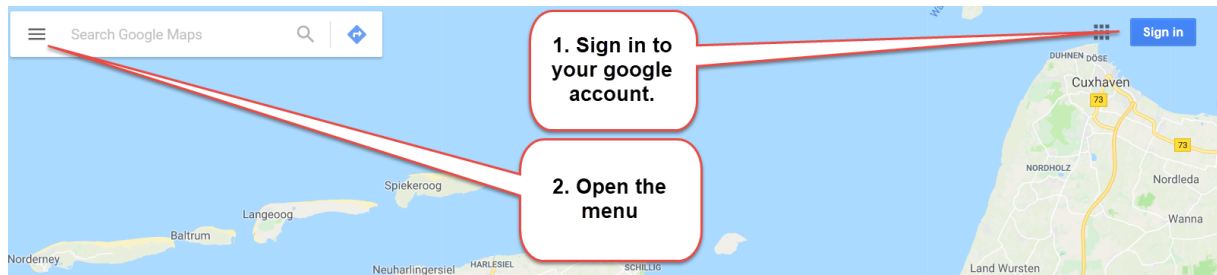 Search Google Maps
1. Sign in to
your google
account.
Sign in
DUHNEN DÖSE
Cuxhaven
73
73
2. Open the
menu
NORDHOLZ
Nordleda
Spiekeroog
Langeoog
Wanna
Baltrum
Norderney
Neuharlingersiel
HARLESIEL
SCHILLIG
Land Wursten